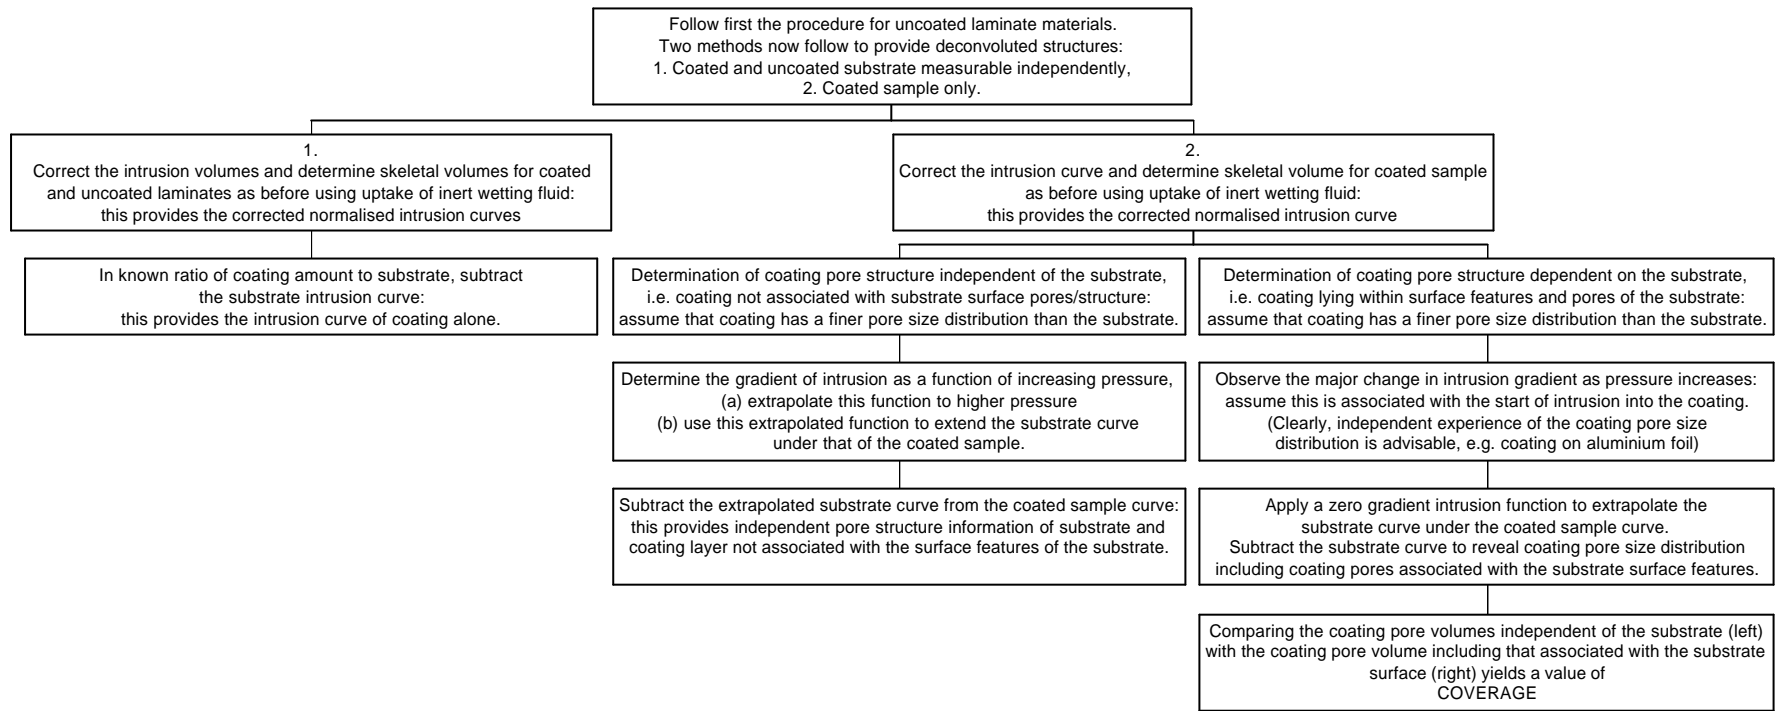 Follow first the procedure for uncoated laminate materials.
Two methods now follow to provide deconvoluted structures:
1. Coated and uncoated substrate measurable independently,
2. Coated sample only.
1.
Correct the intrusion volumes and determine skeletal volumes for coated
and uncoated laminates as before using uptake of inert wetting fluid:
this provides the corrected normalised intrusion curves
In known ratio of coating amount to substrate, subtract
the substrate intrusion curve:
this provides the intrusion curve of coating alone.
2.
Correct the intrusion curve and determine skeletal volume for coated sample
as before using uptake of inert wetting fluid:
this provides the corrected normalised intrusion curve
Determination of coating pore structure independent of the substrate,
i.e. coating not associated with substrate surface pores/structure:
assume that coating has a finer pore size distribution than the substrate.
Determine the gradient of intrusion as a function of increasing pressure,
(a) extrapolate this function to higher pressure
(b) use this extrapolated function to extend the substrate curve
under that of the coated sample.
Subtract the extrapolated substrate curve from the coated sample curve:
this provides independent pore structure information of substrate and
coating layer not associated with the surface features of the substrate.
Determination of coating pore structure dependent on the substrate,
i.e. coating lying within surface features and pores of the substrate:
assume that coating has a finer pore size distribution than the substrate.
Observe the major change in intrusion gradient as pressure increases:
assume this is associated with the start of intrusion into the coating.
(Clearly, independent experience of the coating pore size
distribution is advisable, e.g. coating on aluminium foil)
Apply a zero gradient intrusion function to extrapolate the
substrate curve under the coated sample curve.
Subtract the substrate curve to reveal coating pore size distribution
including coating pores associated with the substrate surface features.
Comparing the coating pore volumes independent of the substrate (left)
with the coating pore volume including that associated with the substrate
surface (right) yields a value of
COVERAGE